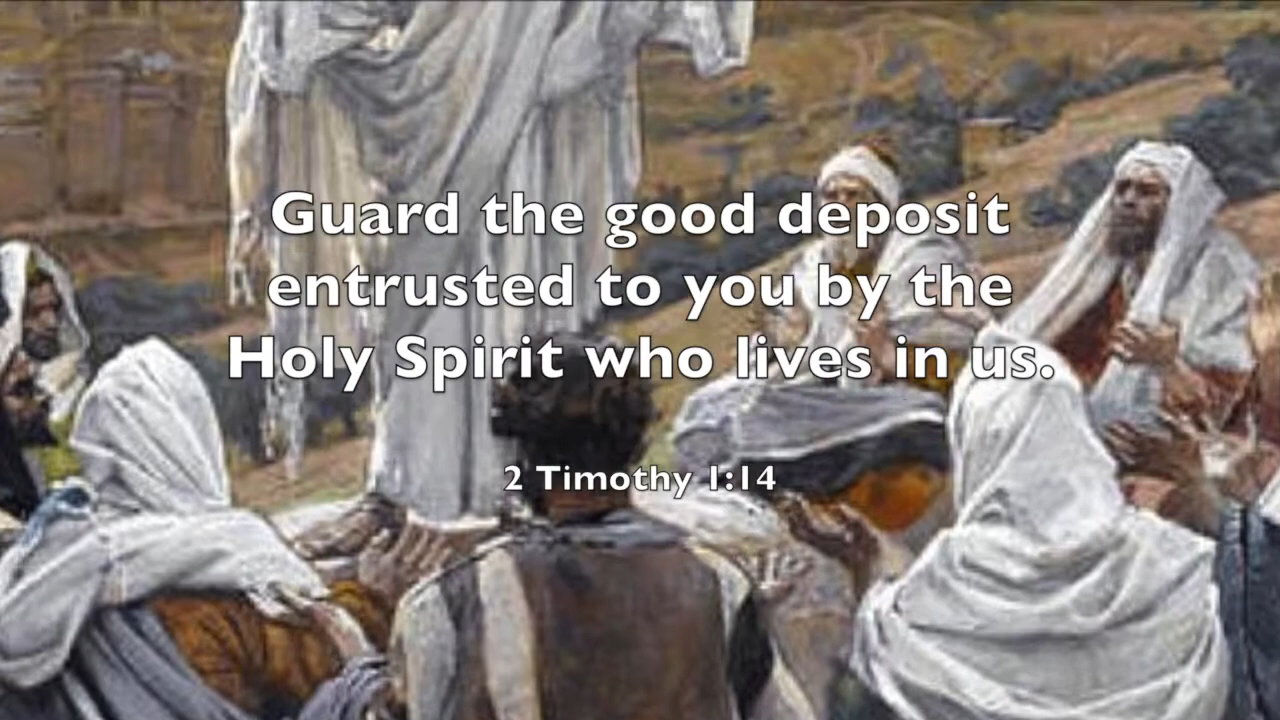 Guard the good deposit
entrusted to you by the
Holy Spirit who lives in us.
2 Timothy 1:14